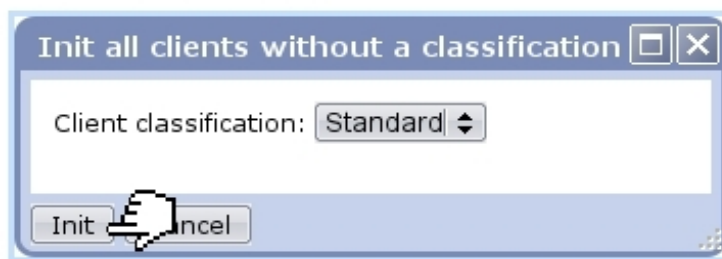 Init all clients without a classification
Client classification: Standard
Init